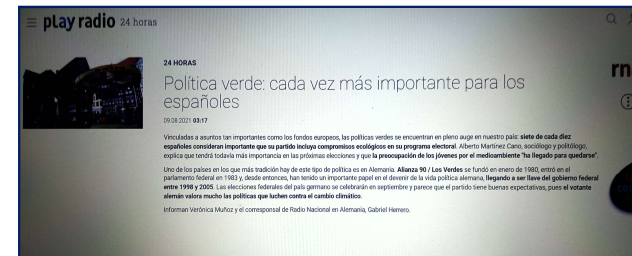 play radio 24 horas
rn
24 HORAS
Política verde: cada vez más importante para los
españoles
09.08.2021 03:17
Vinculadas a asuntos tan importantes como los fondos europeos, las políticas verdes se encuentran en pleno auge en nuestro país: siete de cada diez
españoles consideran importante que su partido incluya compromisos ecológicos en su programa electoral. Alberto Martínez Cano, sociólogo y politólogo,
explica que tendrá todavía más importancia en las próximas elecciones y que la preocupación de los jóvenes por el medioambiente "ha llegado para quedarse".
Uno de los países en los que más tradición hay de este tipo de política es en Alemania. Alianza 90 / Los Verdes se fundó en enero de 1980, entró en el
parlamento federal en 1983 y, desde entonces, han tenido un importante papel en el devenir de la vida política alemana, llegando a ser llave del gobierno federal
entre 1998 y 2005. Las elecciones federales del país germano se celebrarán en septiembre y parece que el partido tiene buenas expectativas, pues el votante
alemán valora mucho las políticas que luchen contra el cambio climático.
Informan Verónica Muñoz y el corresponsal de Radio Nacional en Alemania, Gabriel Herrero.